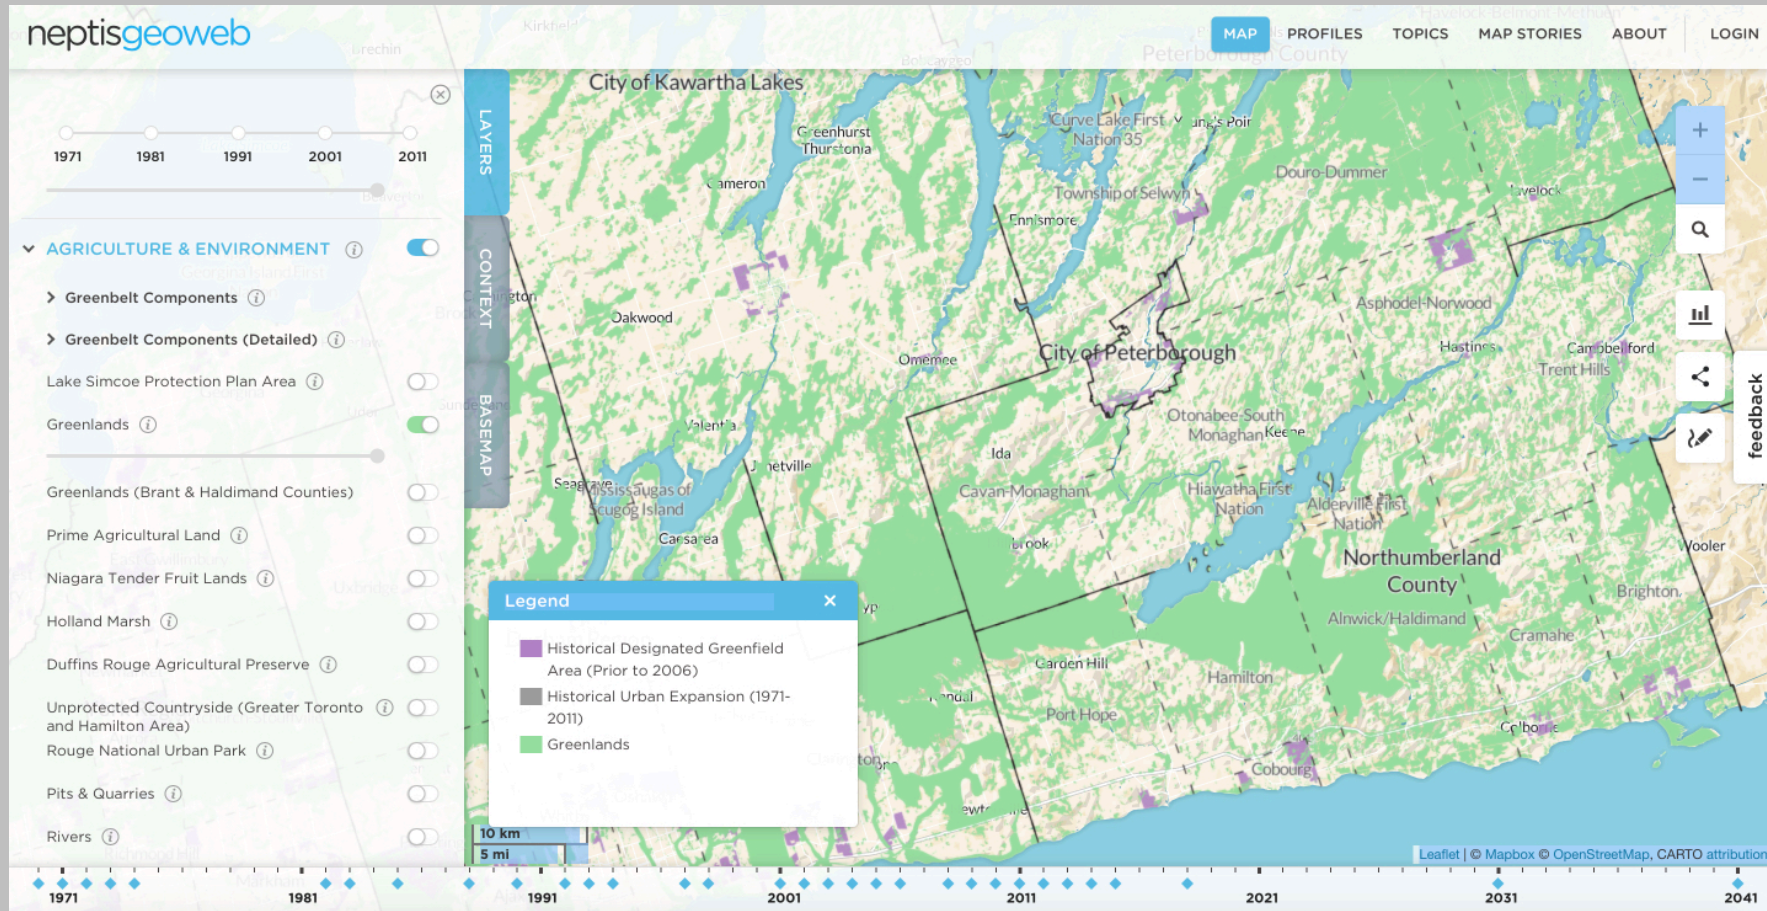 neptisgeoweb
MAP PROFILES TOPICS MAP STORIES ABOUT LOGIN
Kirkfield
Peterborough County
1971 1981 1991 2001 2011
AGRICULTURE & ENVIRONMENT
Greenbelt Components
Greenbelt Components (Detailed)
Lake Simcoe Protection Plan Area
Greenlands
Greenlands (Brant & Haldimand Counties)
Prime Agricultural Land
Niagara Tender Fruit Lands
Holland Marsh
Duffins Rouge Agricultural Preserve
Unprotected Countryside (Greater Toronto
and Hamilton Area)
Rouge National Urban Park
Pits & Quarries
Rivers
LAYERS
CONTEXT
BASEMAP
City of Kawartha Lakes
Greenhurst
Thurstonia
Curve Lake First
Nation 35
Douro-Dummer
Township of Selwyn
Ennismore
Asphodel-Norwood
Oakwood
Omemee
City of Peterborough
Hastings
Trent Hills
Otonabee-South
Monaghan
Keene
Ida
Cavan-Monaghan
Hiawatha First
Nation
Alderville First
Nation
Mississaugas of
Scugog Island
Caesarea
Northumberland
County
Wooler
Brighton
Alnwick/Haldimand
Cramahe
Garden Hill
Hamilton
Port Hope
Colborne
Cobourg
feedback
Legend
Historical Designated Greenfield
Area (Prior to 2006)
Historical Urban Expansion (1971-
2011)
Greenlands
10 km
5 mi
Leaflet | © Mapbox © OpenStreetMap, CARTO attribution
1971 1981 1991 2001 2011 2021 2031 2041